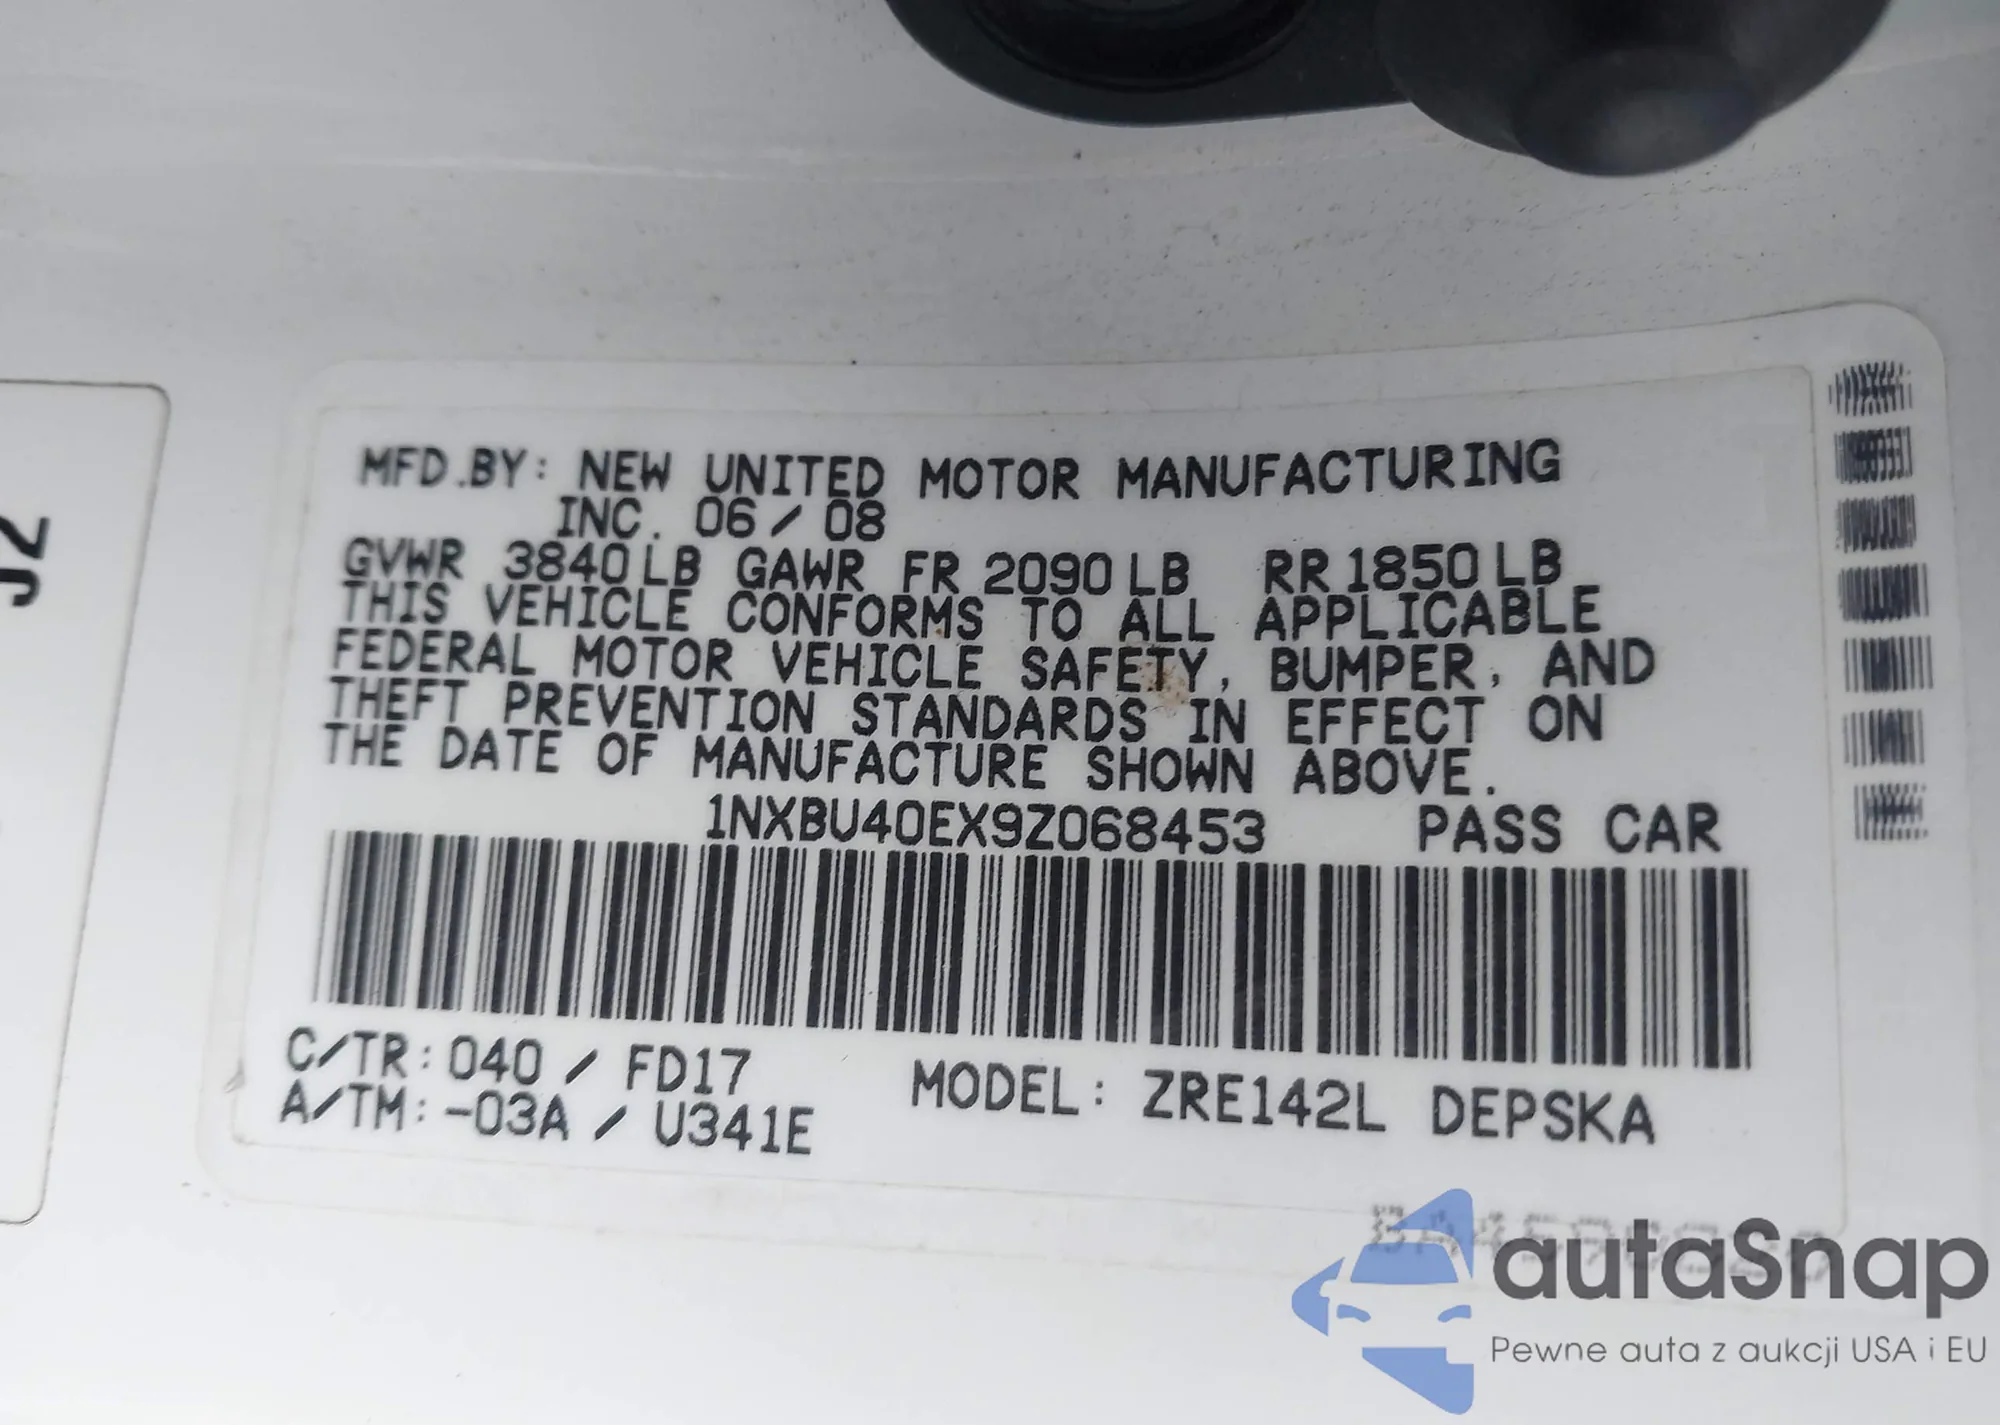 J2
MFD.BY: NEW UNITED MOTOR MANUFACTURING
INC. 06/08
GVWR 3840LB GAWR FR 2090LB RR1850LB
THIS VEHICLE CONFORMS TO ALL APPLICABLE
FEDERAL MOTOR VEHICLE SAFETY, BUMPER, AND
THEFT PREVENTION STANDARDS IN EFFECT ON
THE DATE OF MANUFACTURE SHOWN ABOVE.
1NXBU40EX9Z068453 PASS CAR
C/TR: 040 / FD17 MODEL: ZRE142L DEPSKA
A/TM: -03A / U341E
autaSnap
Pewne auta z aukcji USA i EU